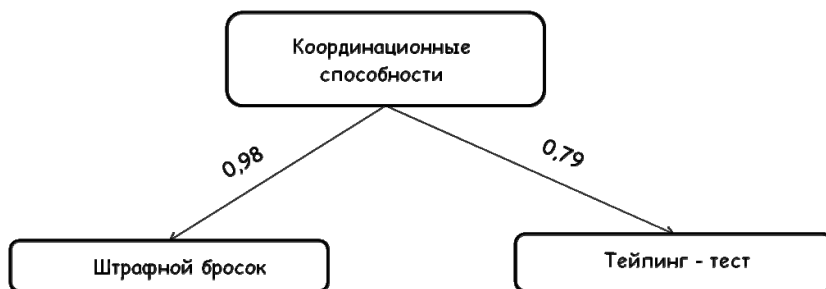 Координационные
способности
0,98
0,79
Штрафной бросок
Тейпинг - тест